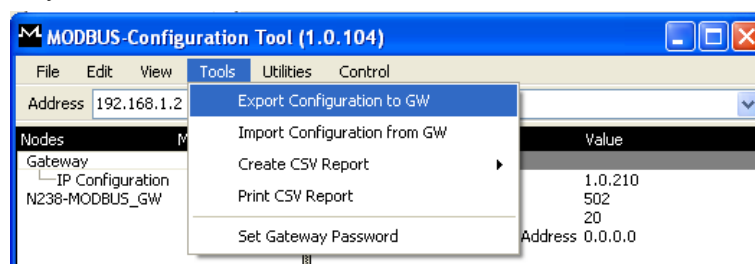 MODBUS-Configuration Tool (1.0.104)
File Edit View Tools Utilities Control
Address 192.168.1.2
Export Configuration to GW
Import Configuration from GW
Create CSV Report
Print CSV Report
Set Gateway Password
Nodes M Value
Gateway
IP Configuration 1.0.210
N238-MODBUS_GW 502
20
Address 0.0.0.0